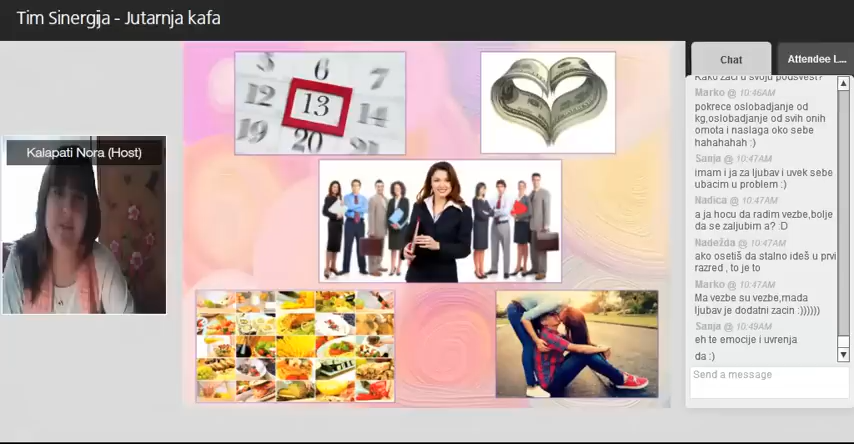 Tim Sinergija - Jutarnja kafa
Kalapati Nora (Host)
5
6
7
12
13
14
19
20
21
Chat
Attendee L...
Kako zaći u svoju podsvest?
Marko @ 10:46AM
pokrece oslobadjanje od
kg,oslobadjanje od svih onih
omota i naslaga oko sebe
hahahahah :)
Sanja @ 10:47AM
imam i ja za ljubav i uvek sebe
ubacim u problem :)
Nadica @ 10:47AM
a ja hocu da radim vezbe,bolje
da se zaljubim a? :D
Nadežda @ 10:47AM
ako osetiš da stalno ideš u prvi
razred , to je to
Marko @ 10:47AM
Ma vezbe su vezbe,mada
ljubav je dodatni zacin :))))))
Sanja @ 10:49AM
eh te emocije i uvrenja
da :)
Send a message